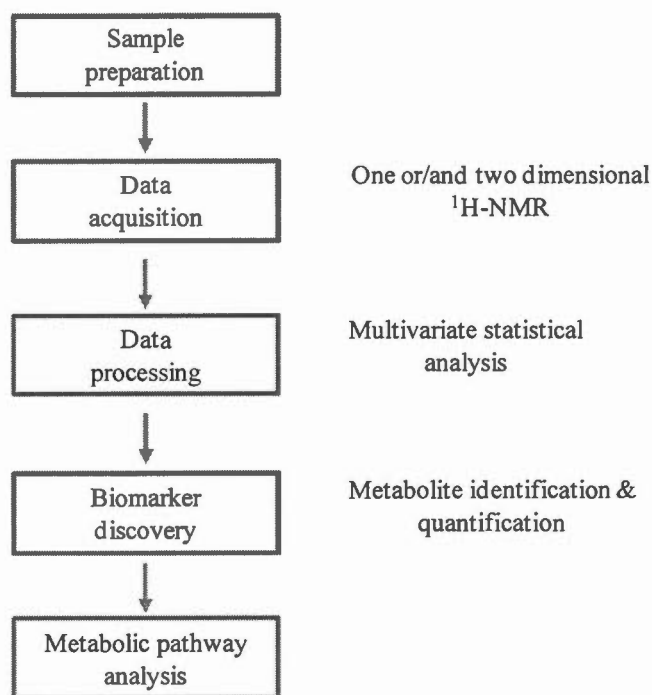 Sample
preparation
Data
acquisition
One or/and two dimensional
¹H-NMR
Data
processing
Multivariate statistical
analysis
Biomarker
discovery
Metabolite identification &
quantification
Metabolic pathway
analysis